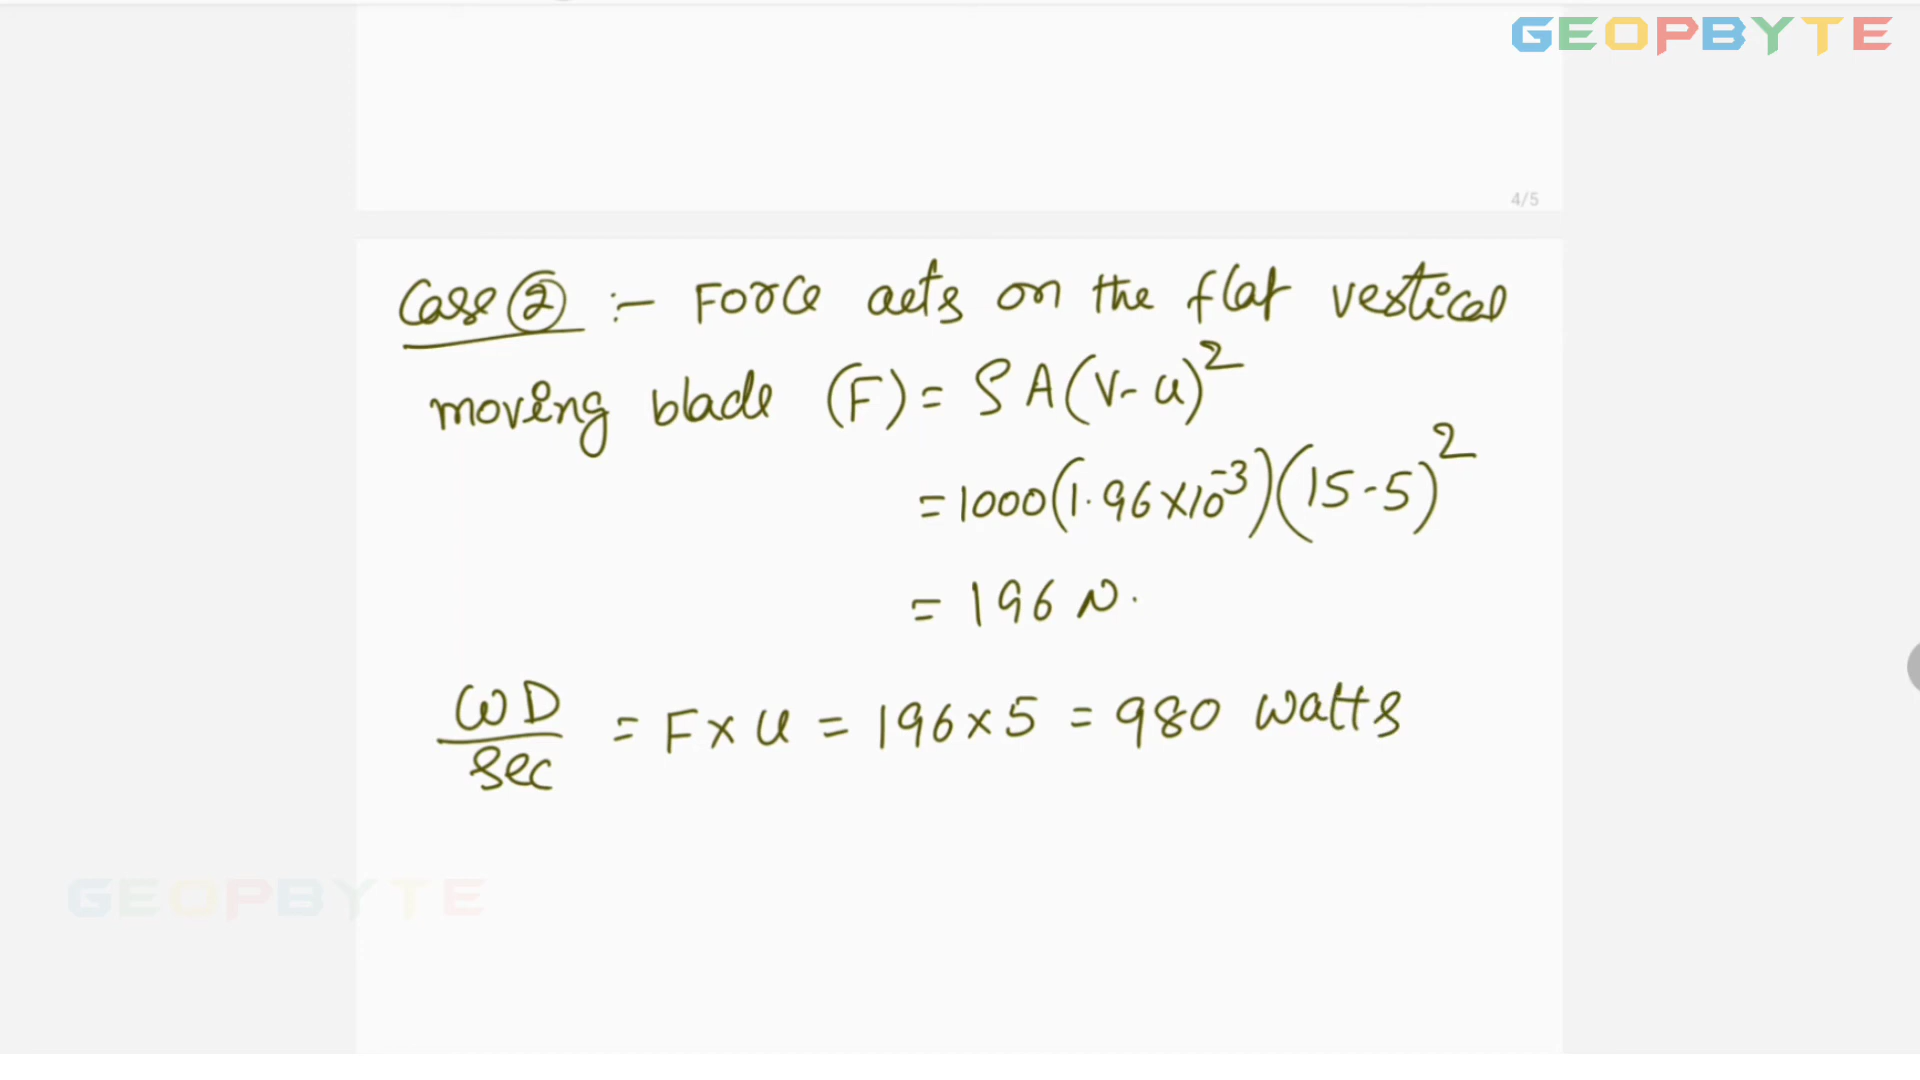 GEOPBYTE
4/5
Case ② :- Force acts on the flat vertical
moving blade (F) = ρA(V-u)²
= 1000(1.96×10⁻³)(15-5)²
= 196 N.
WD/Sec = F × u = 196×5 = 980 watts
GEOPBYTE